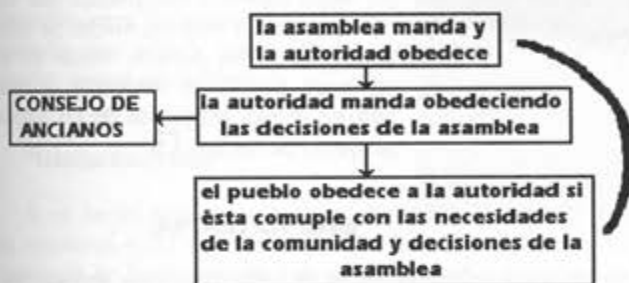 la asamblea manda y
la autoridad obedece
CONSEJO DE
ANCIANOS
la autoridad manda obedeciendo
las decisiones de la asamblea
el pueblo obedece a la autoridad si
ésta comuple con las necesidades
de la comunidad y decisiones de la
asamblea